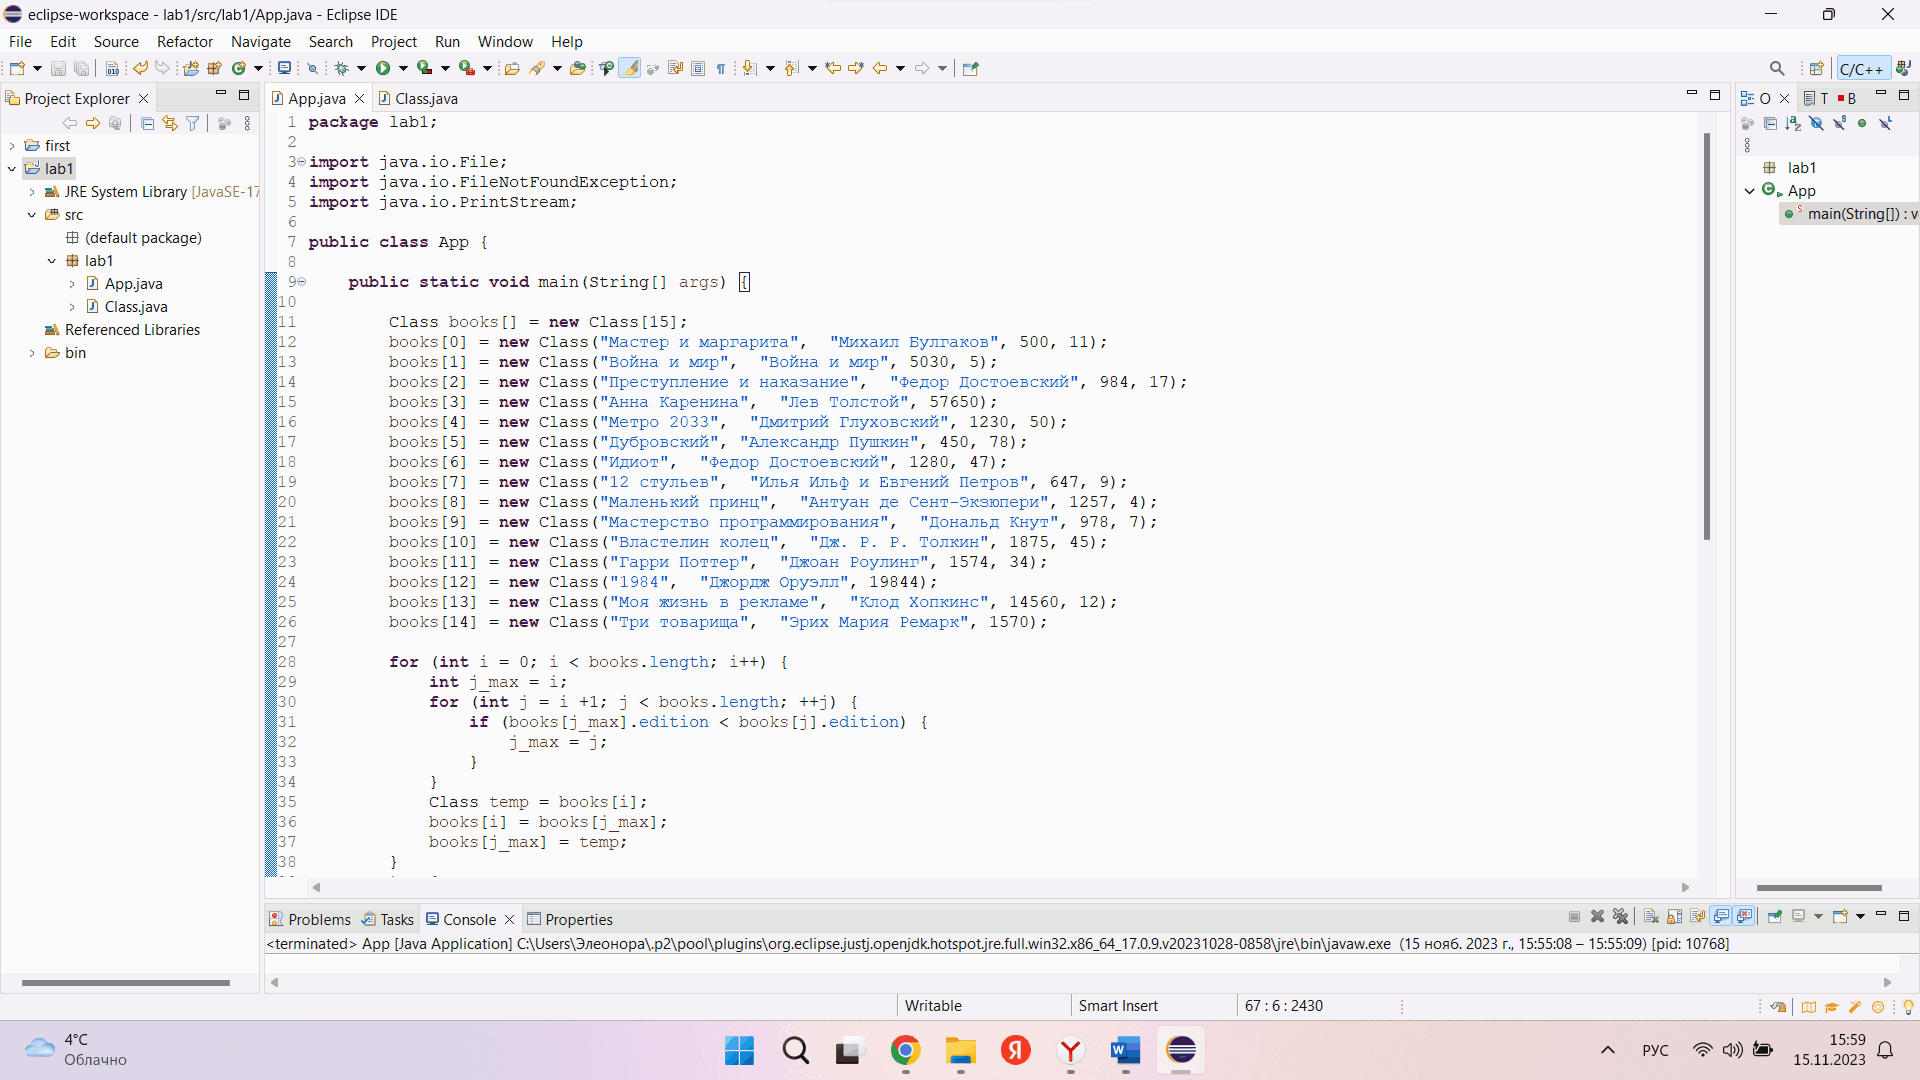 eclipse-workspace - lab1/src/lab1/App.java - Eclipse IDE
File Edit Source Refactor Navigate Search Project Run Window Help
C/C++
Project Explorer
first
lab1
JRE System Library [JavaSE-17
src
(default package)
lab1
App.java
Class.java
Referenced Libraries
bin
App.java Class.java
1 package lab1;
2
3 import java.io.File;
4 import java.io.FileNotFoundException;
5 import java.io.PrintStream;
6
7 public class App {
8
9 public static void main(String[] args) {
10
11 Class books[] = new Class[15];
12 books[0] = new Class("Мастер и маргарита", "Михаил Булгаков", 500, 11);
13 books[1] = new Class("Война и мир", "Война и мир", 5030, 5);
14 books[2] = new Class("Преступление и наказание", "Федор Достоевский", 984, 17);
15 books[3] = new Class("Анна Каренина", "Лев Толстой", 57650);
16 books[4] = new Class("Метро 2033", "Дмитрий Глуховский", 1230, 50);
17 books[5] = new Class("Дубровский", "Александр Пушкин", 450, 78);
18 books[6] = new Class("Идиот", "Федор Достоевский", 1280, 47);
19 books[7] = new Class("12 стульев", "Илья Ильф и Евгений Петров", 647, 9);
20 books[8] = new Class("Маленький принц", "Антуан де Сент-Экзюпери", 1257, 4);
21 books[9] = new Class("Мастерство программирования", "Дональд Кнут", 978, 7);
22 books[10] = new Class("Властелин колец", "Дж. Р. Р. Толкин", 1875, 45);
23 books[11] = new Class("Гарри Поттер", "Джоан Роулинг", 1574, 34);
24 books[12] = new Class("1984", "Джордж Оруэлл", 19844);
25 books[13] = new Class("Моя жизнь в рекламе", "Клод Хопкинс", 14560, 12);
26 books[14] = new Class("Три товарища", "Эрих Мария Ремарк", 1570);
27
28 for (int i = 0; i < books.length; i++) {
29 int j_max = i;
30 for (int j = i +1; j < books.length; ++j) {
31 if (books[j_max].edition < books[j].edition) {
32 j_max = j;
33 }
34 }
35 Class temp = books[i];
36 books[i] = books[j_max];
37 books[j_max] = temp;
38 }
O T B
lab1
App
main(String[]) : v
Problems Tasks Console Properties
<terminated> App [Java Application] C:\Users\Элеонора\.p2\pool\plugins\org.eclipse.justj.openjdk.hotspot.jre.full.win32.x86_64_17.0.9.v20231028-0858\jre\bin\javaw.exe (15 нояб. 2023 г., 15:55:08 – 15:55:09) [pid: 10768]
Writable Smart Insert 67 : 6 : 2430
4°C
Облачно
РУС
15:59
15.11.2023